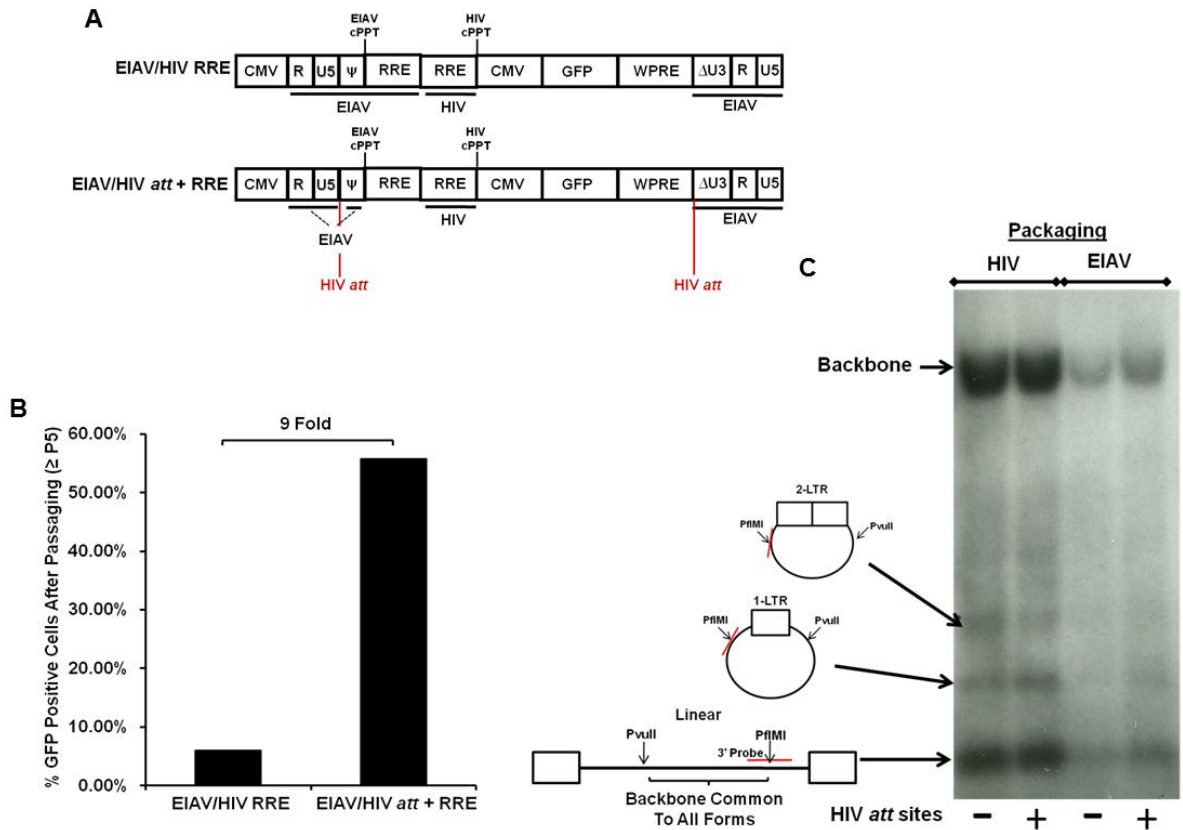 A
EIAV
cPPT
HIV
cPPT
EIAV/HIV RRE
CMV R U5 Ψ RRE RRE CMV GFP WPRE ΔU3 R U5
EIAV
HIV
EIAV
EIAV
cPPT
HIV
cPPT
EIAV/HIV att + RRE
CMV R U5 Ψ RRE RRE CMV GFP WPRE ΔU3 R U5
EIAV
HIV
EIAV
HIV att
HIV att
B
% GFP Positive Cells After Passaging (≥ P5)
60.00%
50.00%
40.00%
30.00%
20.00%
10.00%
0.00%
9 Fold
EIAV/HIV RRE
EIAV/HIV att + RRE
C
Packaging
HIV EIAV
Backbone
2-LTR
PflMI
PvuII
1-LTR
PflMI
PvuII
Linear
PvuII
PflMI
3' Probe
Backbone Common
To All Forms
HIV att sites - + - +